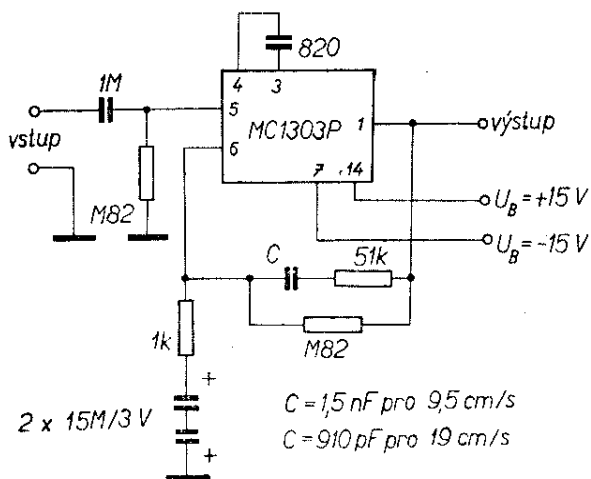 820
1M
4
3
5
MC1303P
1
výstup
vstup
6
7
14
M82
U_B = +15 V
U_B = -15 V
C
51k
M82
1k
+
2 x 15M/3 V
+
C = 1,5 nF pro 9,5 cm/s
C = 910 pF pro 19 cm/s